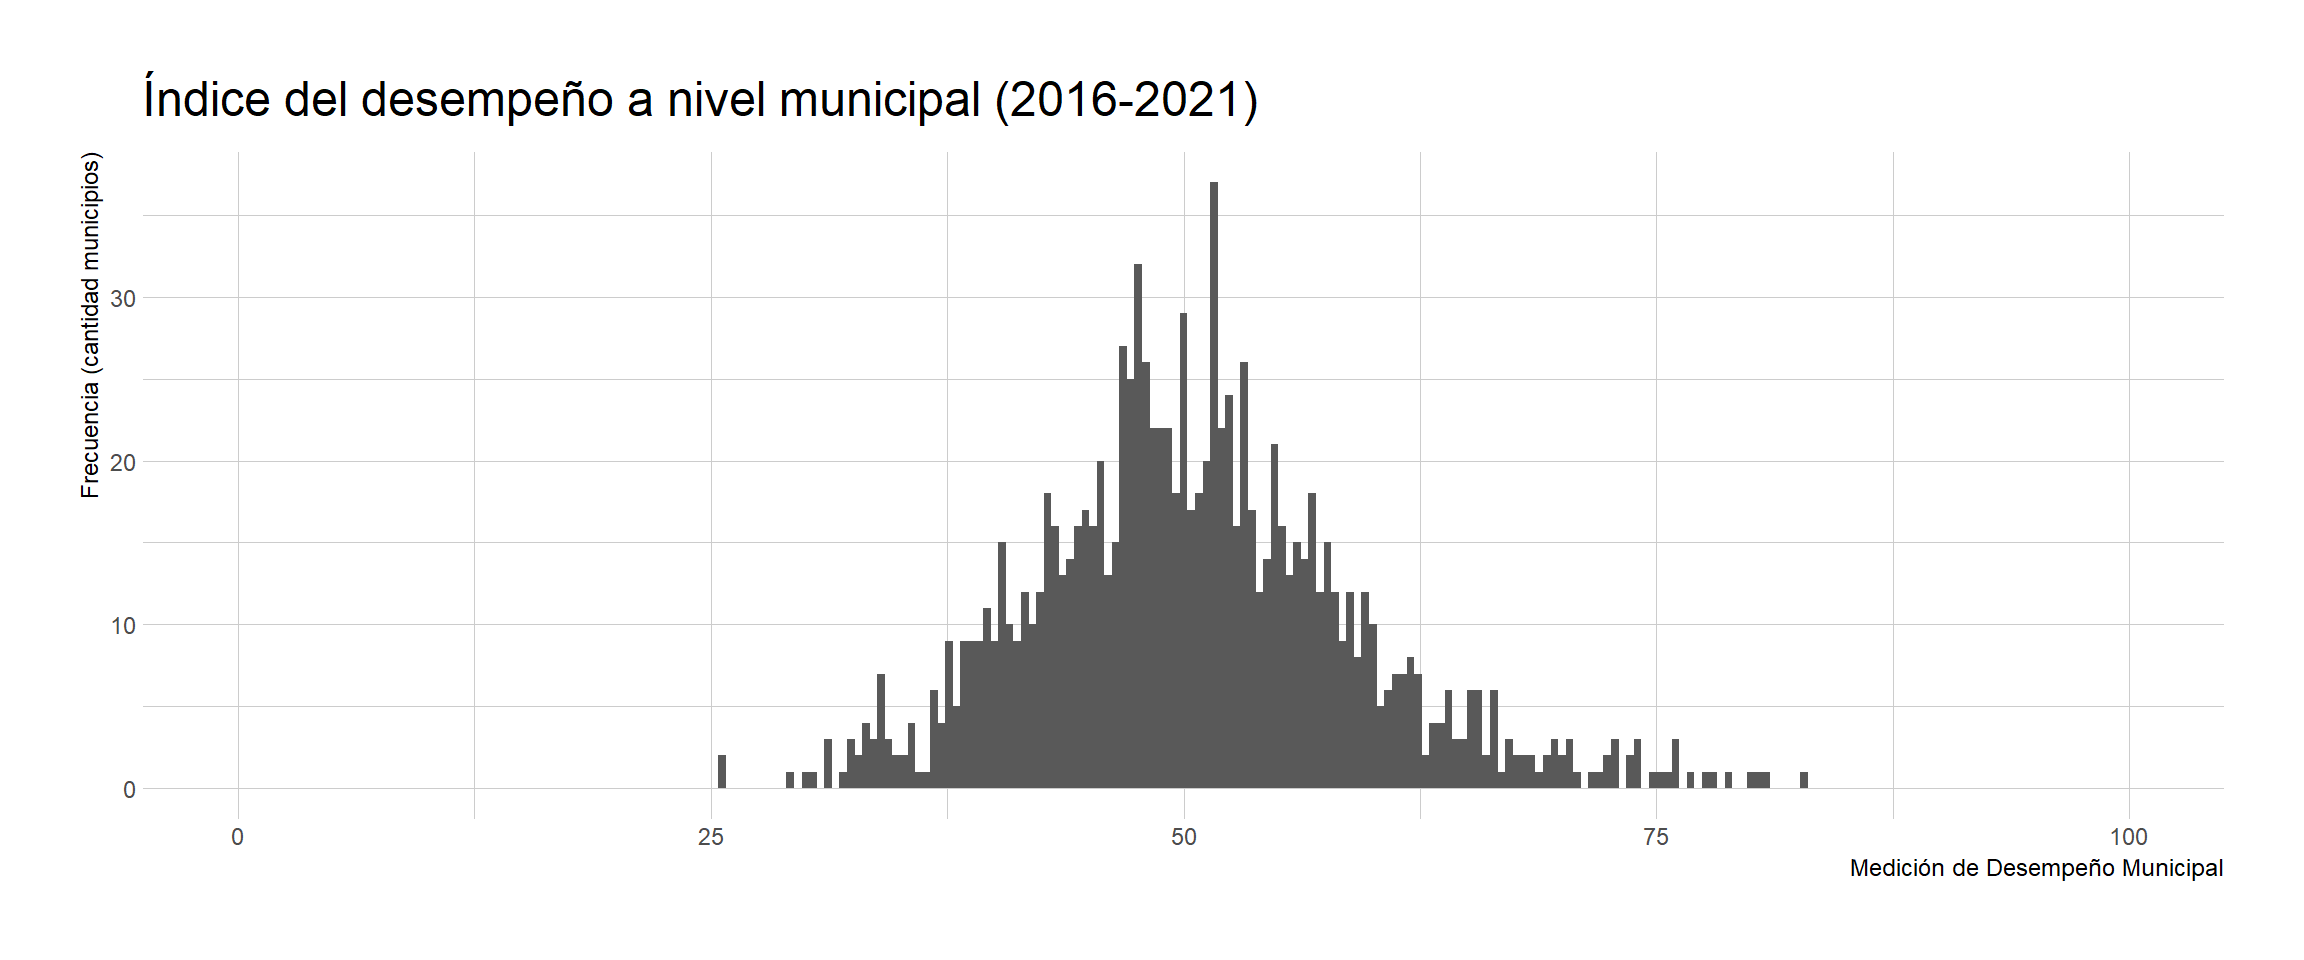 Índice del desempeño a nivel municipal (2016-2021)
Frecuencia (cantidad municipios)
30
20
10
0
0 25 50 75 100
Medición de Desempeño Municipal